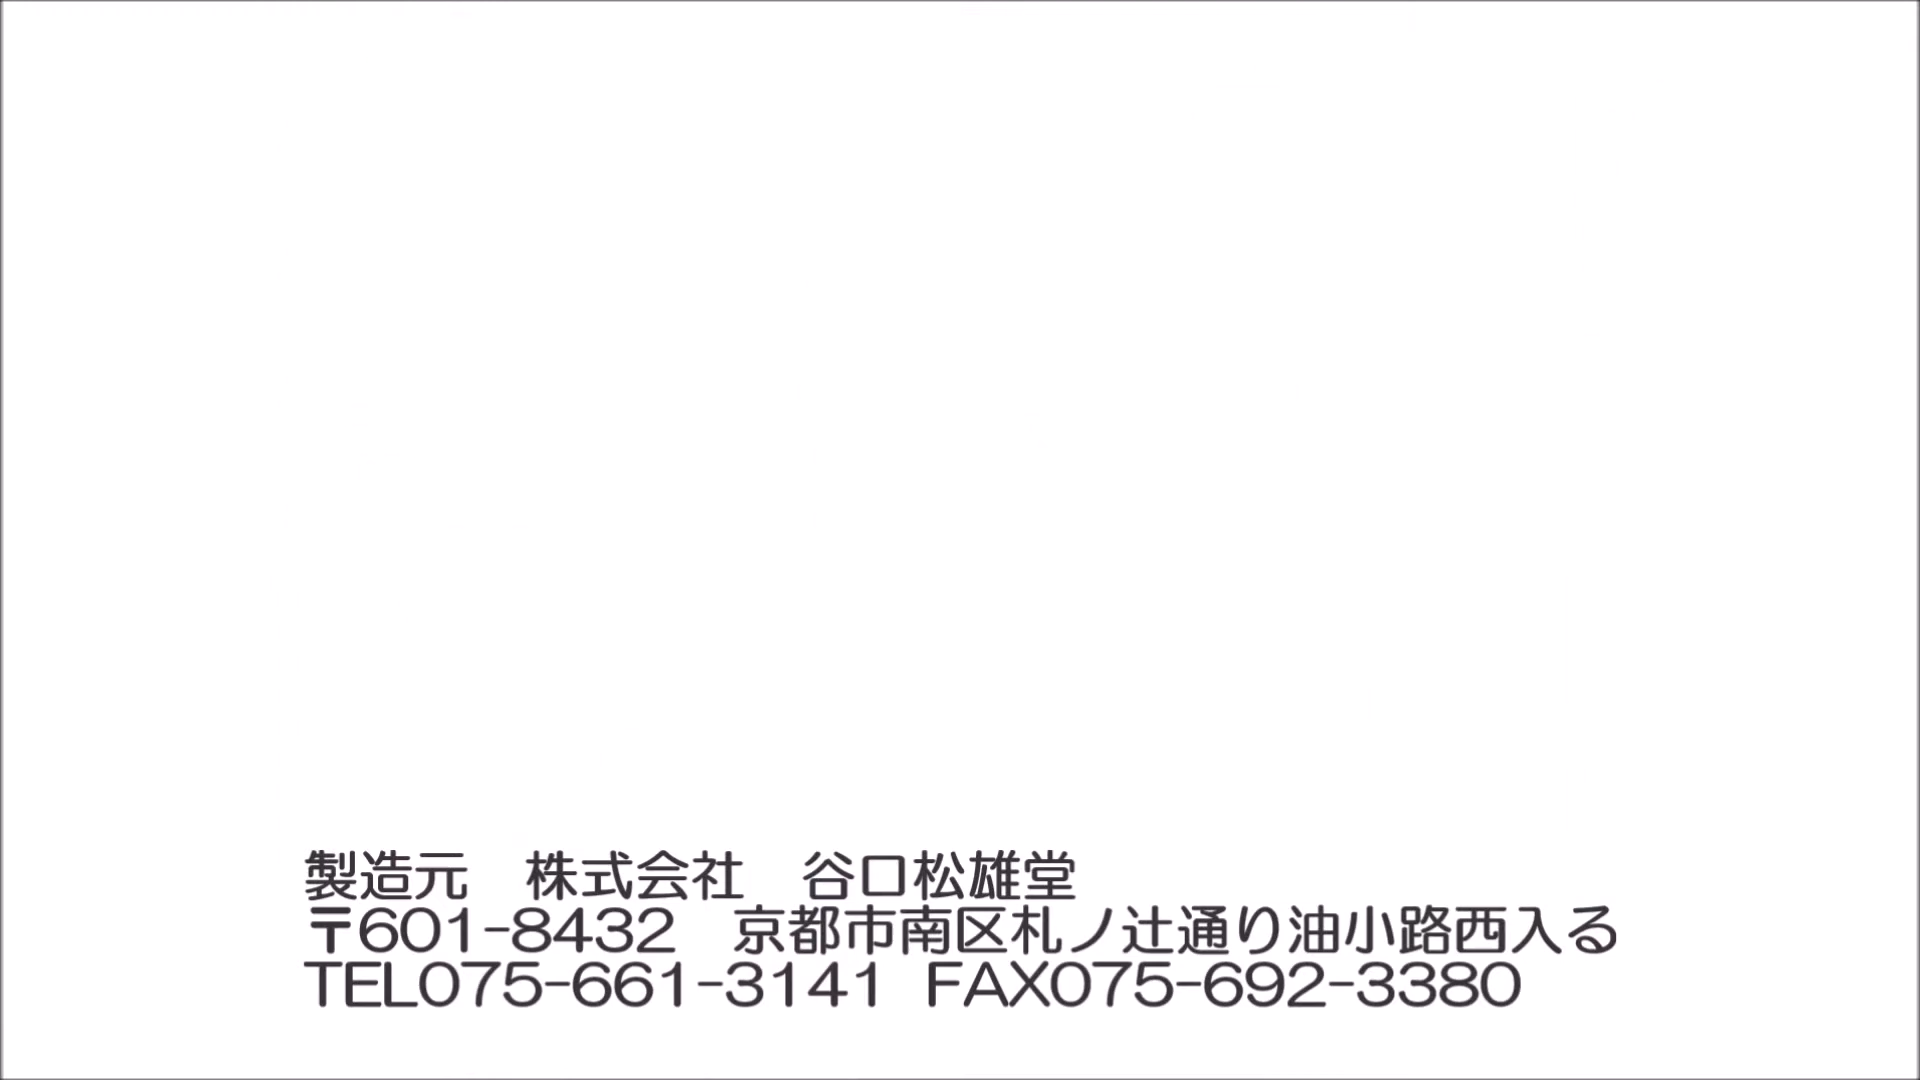 製造元　株式会社　谷口松雄堂
〒601-8432　京都市南区札ノ辻通り油小路西入る
TEL075-661-3141 FAX075-692-3380